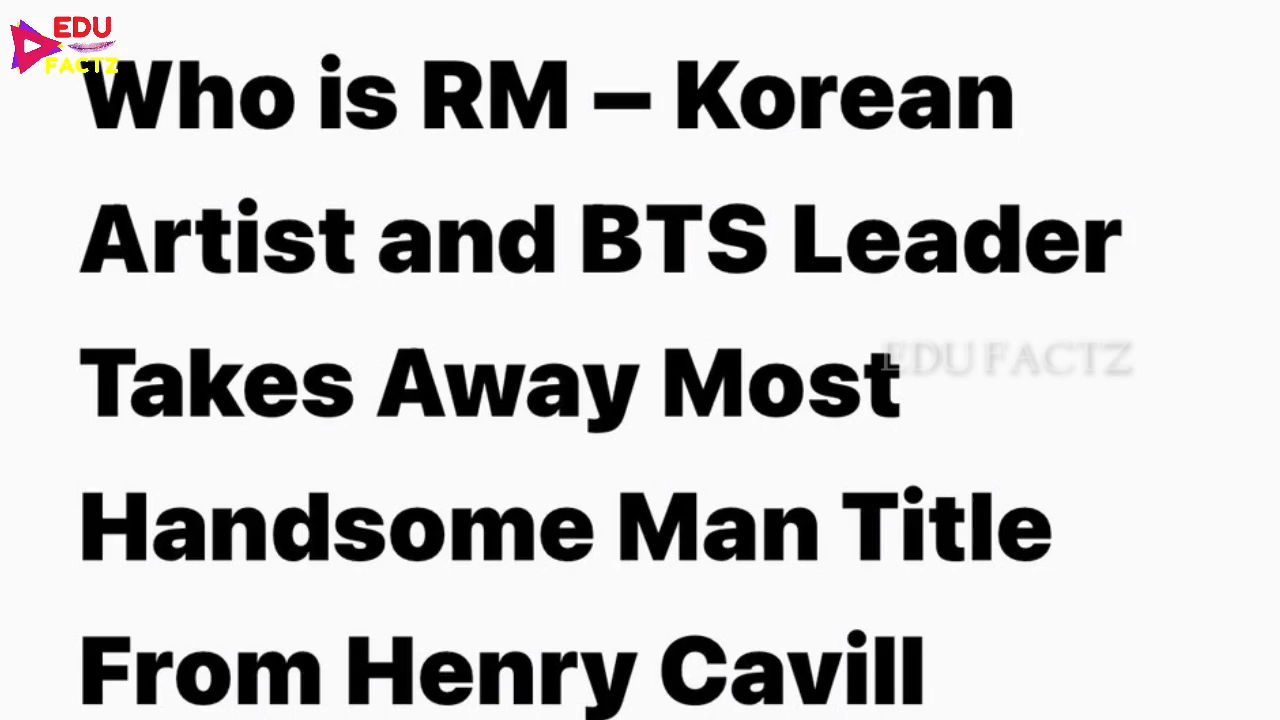 EDU
FACTZ
Who is RM – Korean
Artist and BTS Leader
EDU FACTZ
Takes Away Most
Handsome Man Title
From Henry Cavill